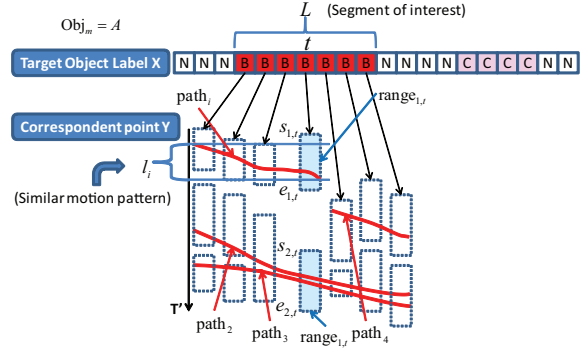 L (Segment of interest)
Obj_m = A
t
Target Object Label X N N N B B B B B B B N N N N C C C C N N
path_i range_{1,t}
Correspondent point Y s_{1,t}
l_i
(Similar motion pattern) e_{1,t}
s_{2,t}
T' e_{2,t}
path_2 path_3 range_{1,t} path_4